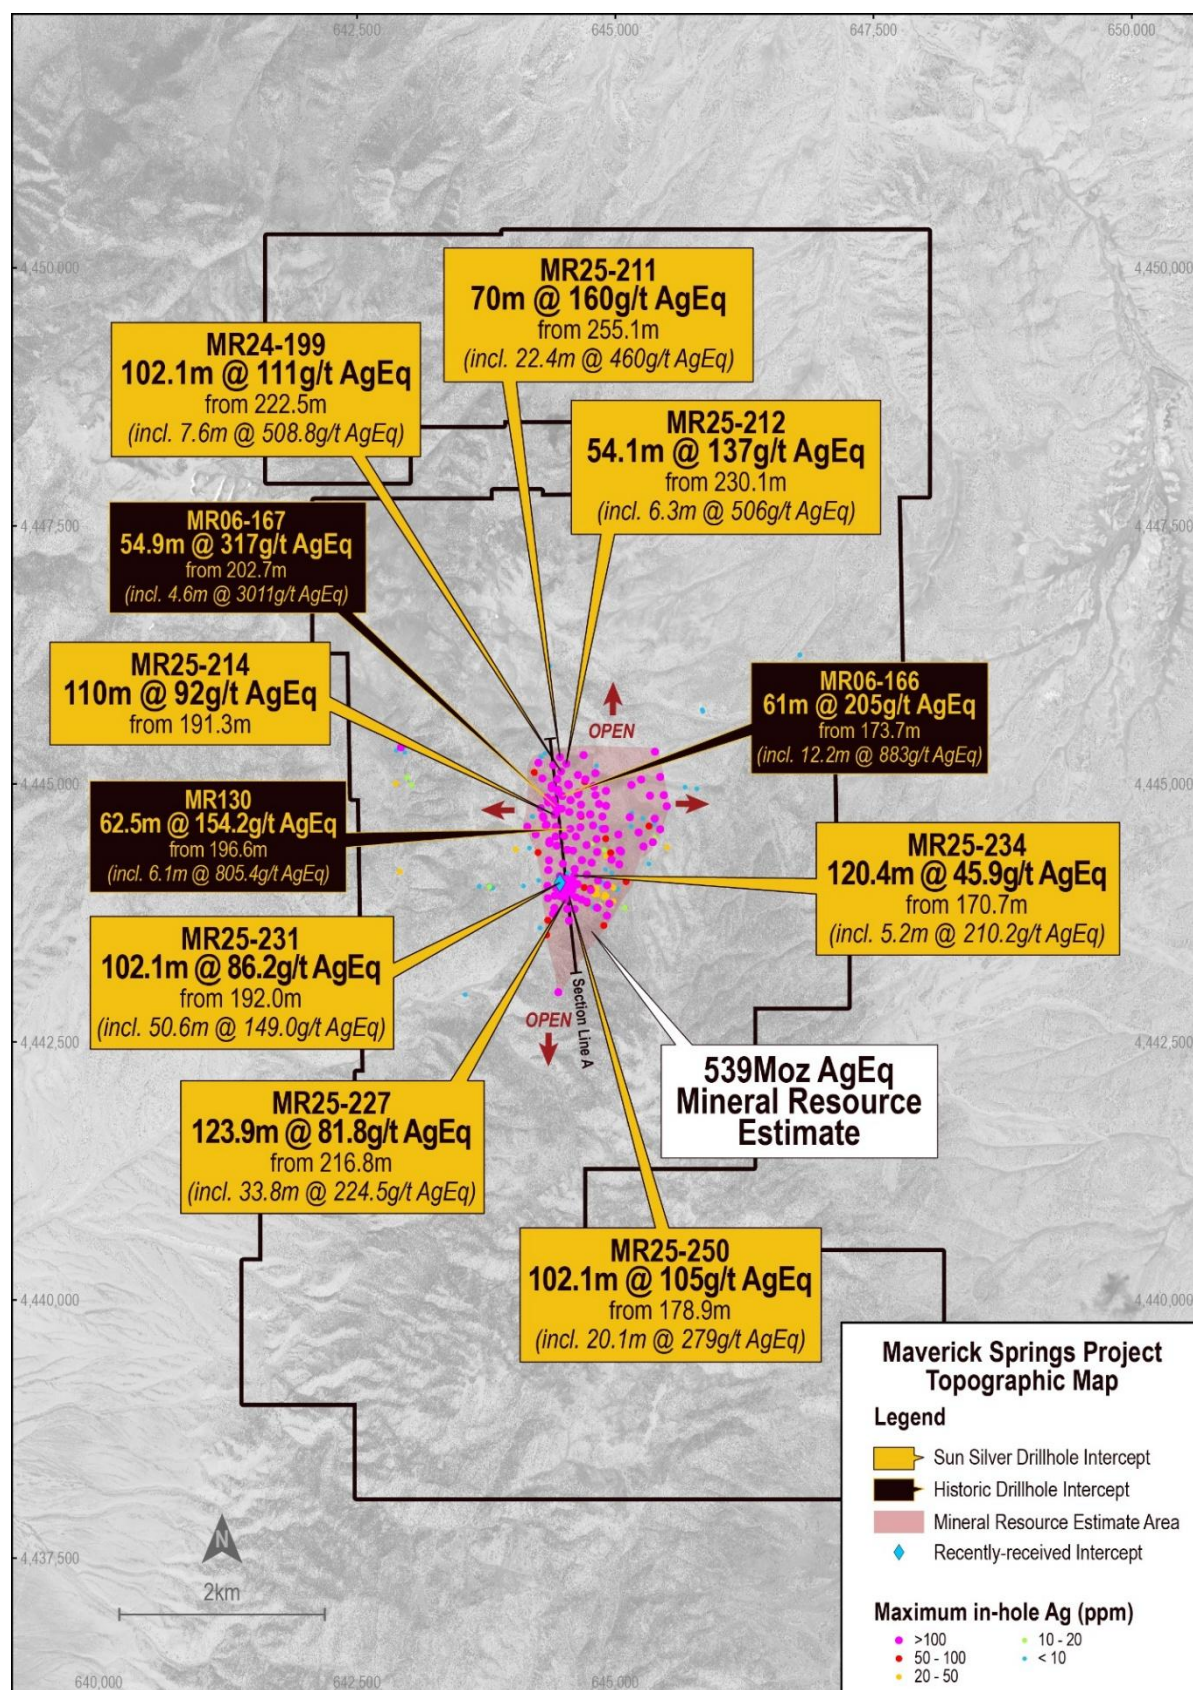 642,500
645,000
647,500
650,000
4,450,000
4,450,000
MR25-211
70m @ 160g/t AgEq
from 255.1m
(incl. 22.4m @ 460g/t AgEq)
MR24-199
102.1m @ 111g/t AgEq
from 222.5m
(incl. 7.6m @ 508.8g/t AgEq)
MR25-212
54.1m @ 137g/t AgEq
from 230.1m
(incl. 6.3m @ 506g/t AgEq)
4,447,500
4,447,500
MR06-167
54.9m @ 317g/t AgEq
from 202.7m
(incl. 4.6m @ 3011g/t AgEq)
MR25-214
110m @ 92g/t AgEq
from 191.3m
MR06-166
61m @ 205g/t AgEq
from 173.7m
(incl. 12.2m @ 883g/t AgEq)
OPEN
4,445,000
4,445,000
MR130
62.5m @ 154.2g/t AgEq
from 196.6m
(incl. 6.1m @ 805.4g/t AgEq)
MR25-234
120.4m @ 45.9g/t AgEq
from 170.7m
(incl. 5.2m @ 210.2g/t AgEq)
MR25-231
102.1m @ 86.2g/t AgEq
from 192.0m
(incl. 50.6m @ 149.0g/t AgEq)
Section Line A
OPEN
4,442,500
4,442,500
539Moz AgEq
Mineral Resource
Estimate
MR25-227
123.9m @ 81.8g/t AgEq
from 216.8m
(incl. 33.8m @ 224.5g/t AgEq)
MR25-250
102.1m @ 105g/t AgEq
from 178.9m
(incl. 20.1m @ 279g/t AgEq)
4,440,000
4,440,000
Maverick Springs Project
Topographic Map
Legend
Sun Silver Drillhole Intercept
Historic Drillhole Intercept
Mineral Resource Estimate Area
Recently-received Intercept
Maximum in-hole Ag (ppm)
>100
50 - 100
20 - 50
10 - 20
< 10
N
2km
4,437,500
640,000
642,500
645,000